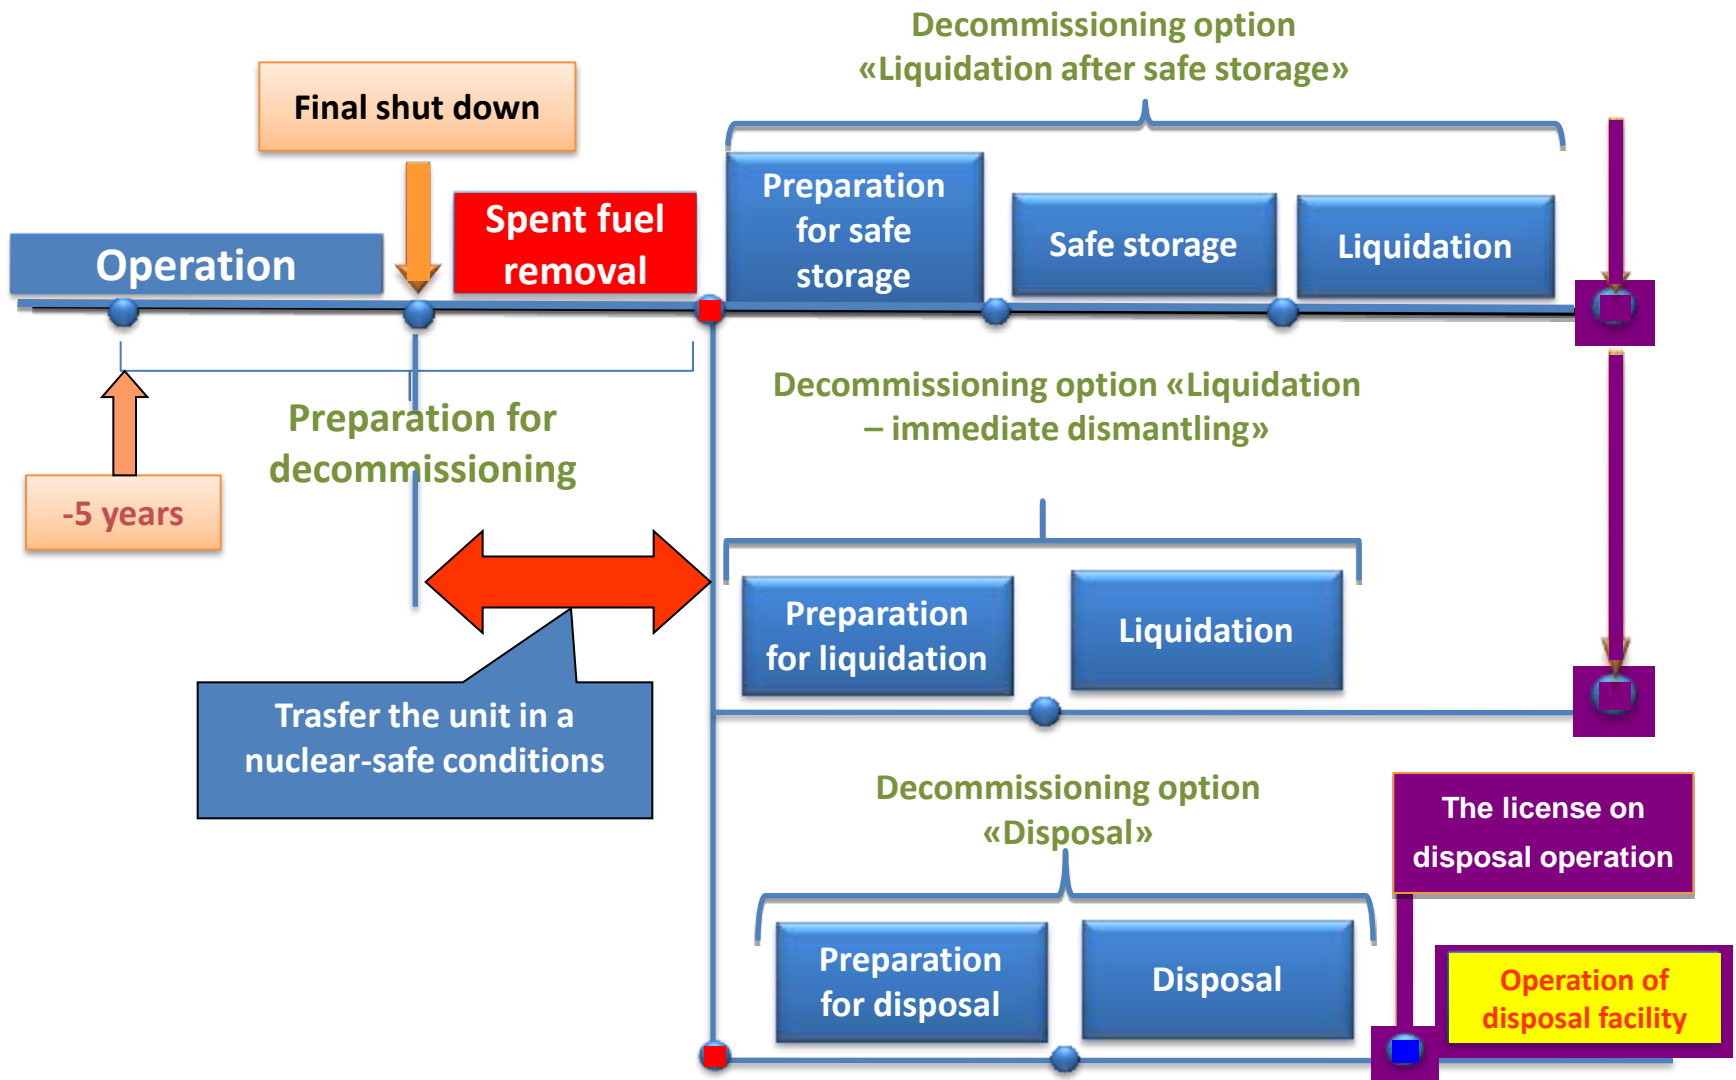 Decommissioning option
«Liquidation after safe storage»
Final shut down
Preparation
for safe
storage
Spent fuel
removal
Safe storage
Liquidation
Operation
Decommissioning option «Liquidation
– immediate dismantling»
Preparation for
decommissioning
-5 years
Preparation
for liquidation
Liquidation
Trasfer the unit in a
nuclear-safe conditions
Decommissioning option
«Disposal»
The license on
disposal operation
Preparation
for disposal
Disposal
Operation of
disposal facility